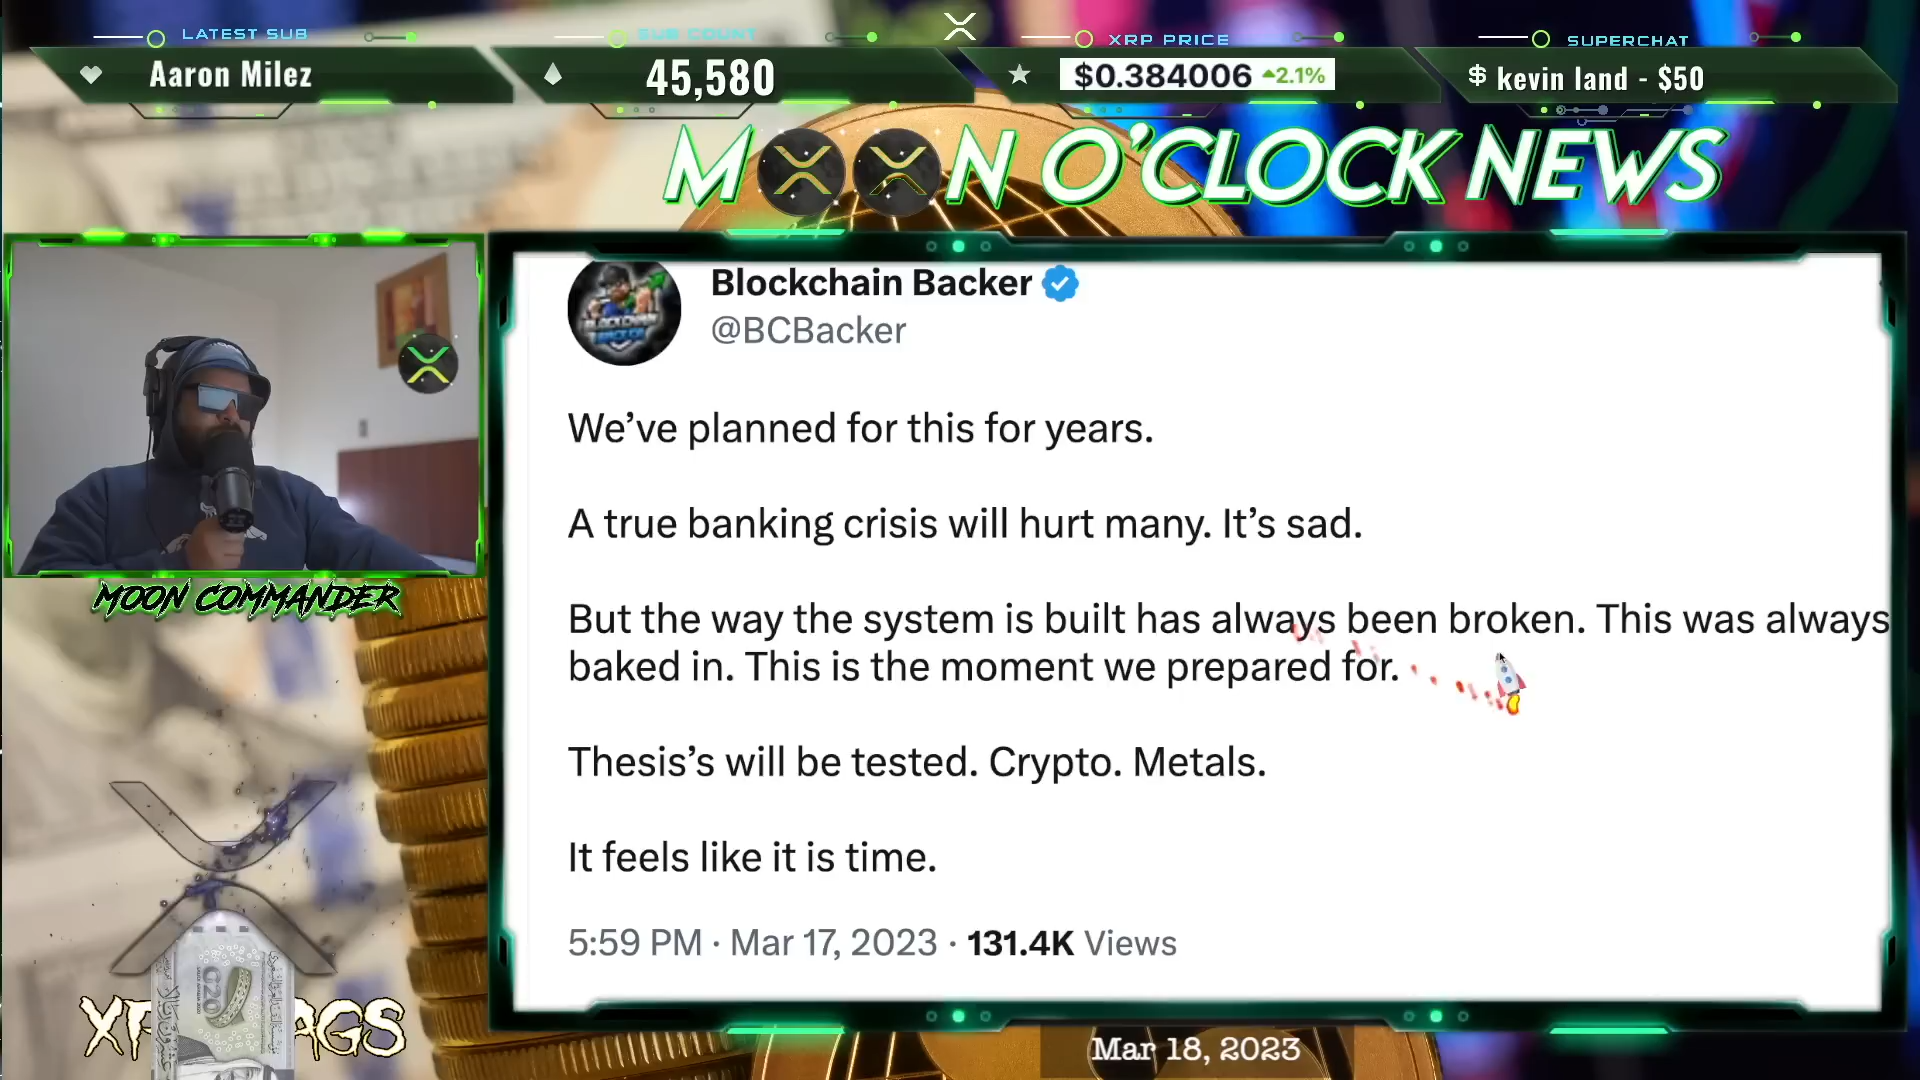 LATEST SUB
Aaron Milez
SUB COUNT
45,580
XRP PRICE
$0.384006 2.1%
SUPERCHAT
$ kevin land - $50
MOON O'CLOCK NEWS
Blockchain Backer
@BCBacker
We’ve planned for this for years.
A true banking crisis will hurt many. It’s sad.
But the way the system is built has always been broken. This was always
baked in. This is the moment we prepared for.
Thesis’s will be tested. Crypto. Metals.
It feels like it is time.
5:59 PM · Mar 17, 2023 · 131.4K Views
MOON COMMANDER
G20
Mar 18, 2023